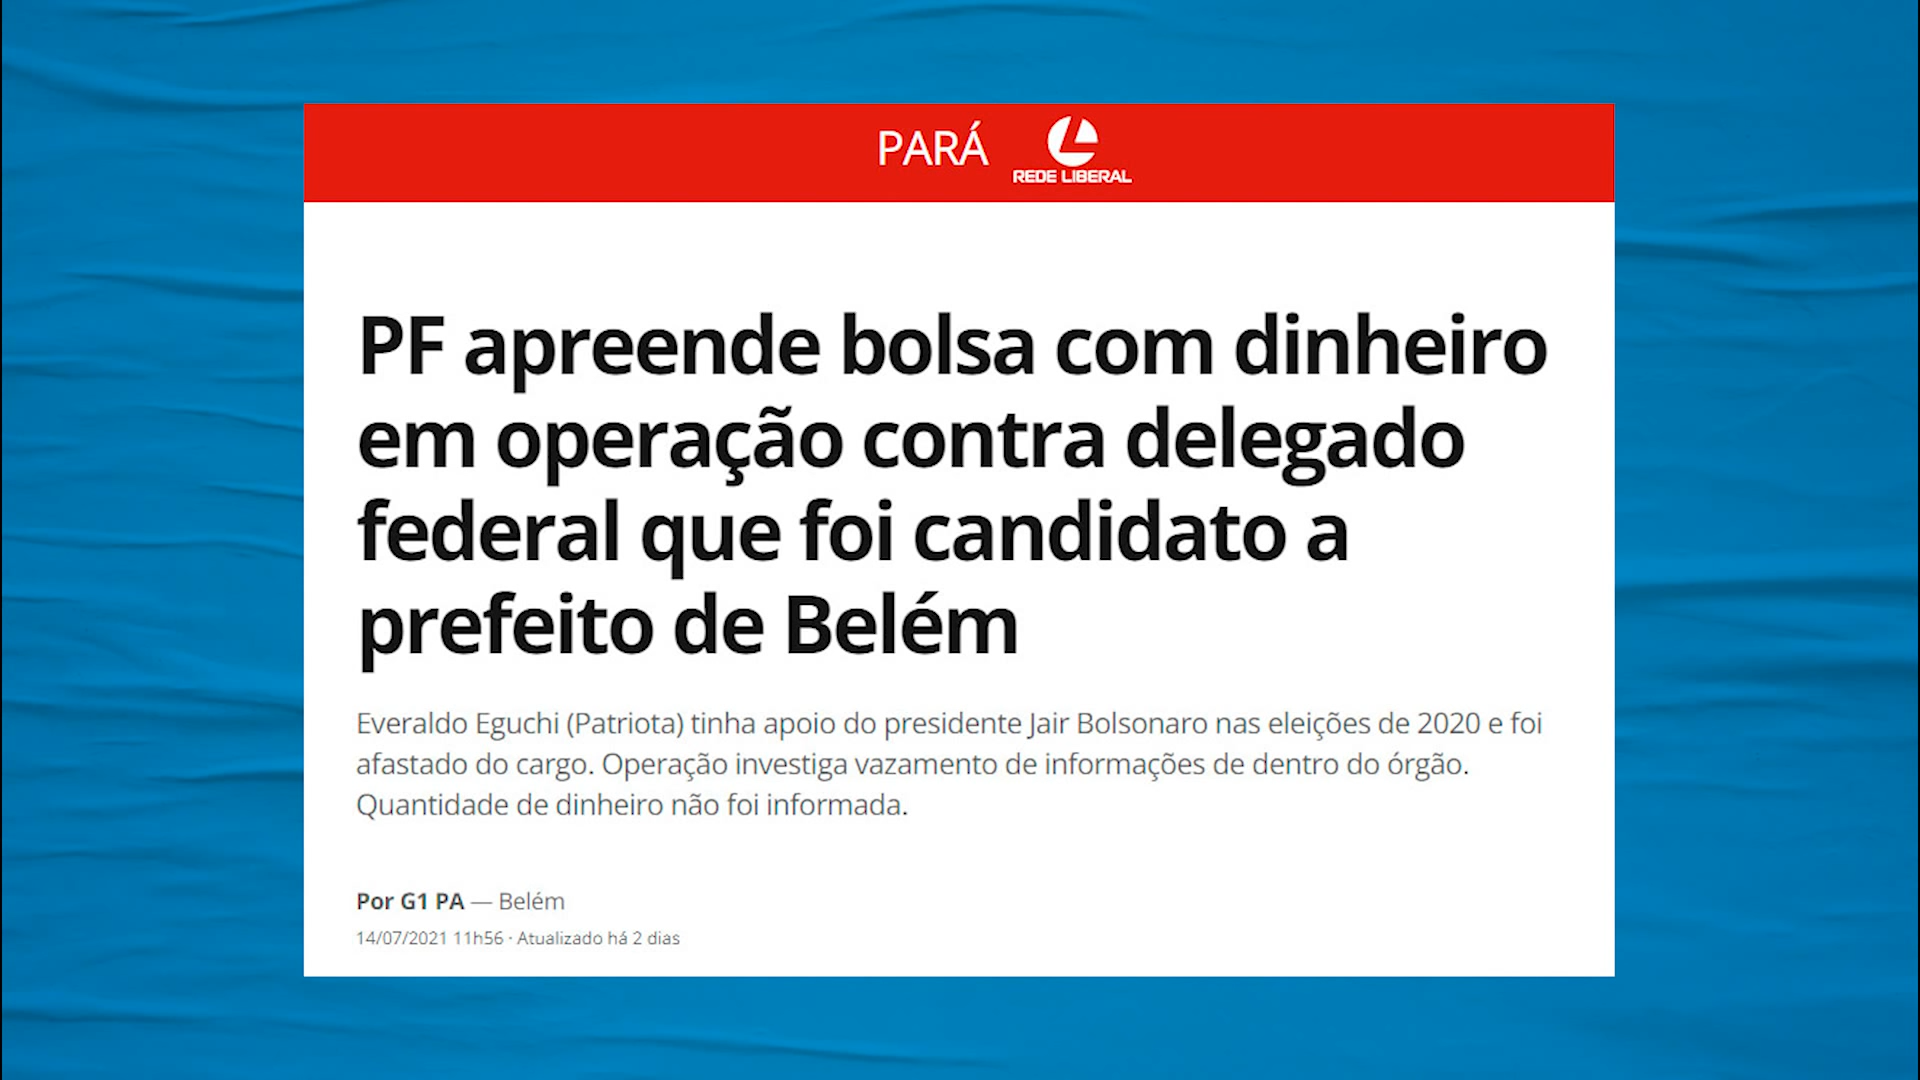 PARÁ
REDE LIBERAL
PF apreende bolsa com dinheiro
em operação contra delegado
federal que foi candidato a
prefeito de Belém
Everaldo Eguchi (Patriota) tinha apoio do presidente Jair Bolsonaro nas eleições de 2020 e foi
afastado do cargo. Operação investiga vazamento de informações de dentro do órgão.
Quantidade de dinheiro não foi informada.
Por G1 PA — Belém
14/07/2021 11h56 · Atualizado há 2 dias